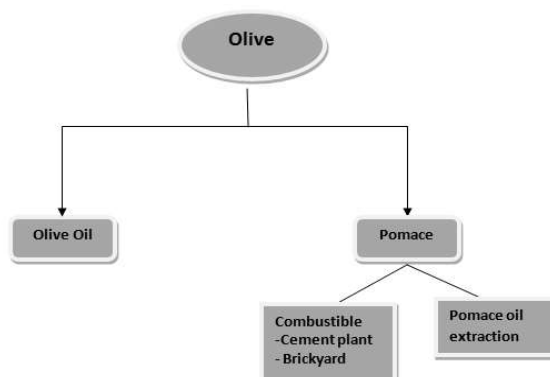 Olive
Olive Oil
Pomace
Combustible
-Cement plant
- Brickyard
Pomace oil
extraction